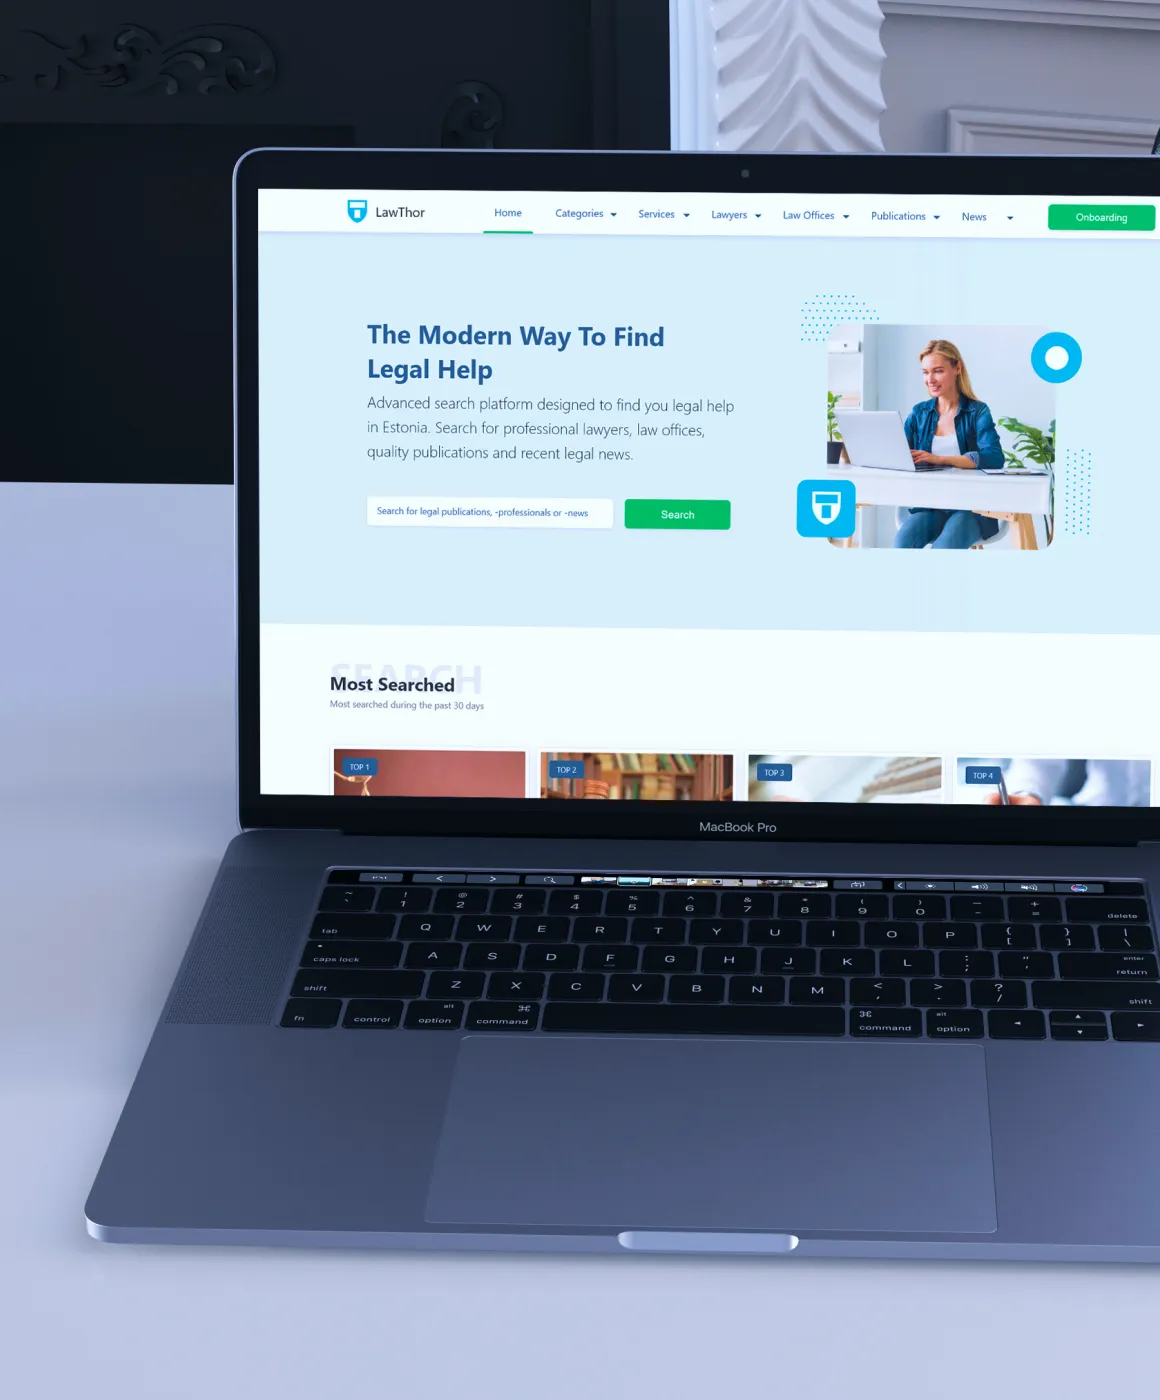 LawThor
Home Categories Services Lawyers Law Offices Publications News Onboarding
The Modern Way To Find
Legal Help
Advanced search platform designed to find you legal help
in Estonia. Search for professional lawyers, law offices,
quality publications and recent legal news.
Search for legal publications, -professionals or -news Search
SEARCH
Most Searched
Most searched during the past 30 days
TOP 1 TOP 2 TOP 3 TOP 4
MacBook Pro
~ ! @ # $ % ^ & * ( ) — +
` 1 2 3 4 5 6 7 8 9 0 - = delete
tab Q W E R T Y U I O P { [ } ] | \
caps lock A S D F G H J K L : ; " ' enter return
shift Z X C V B N M < , > . ? / shift
fn control alt option ⌘ command ⌘ command alt option